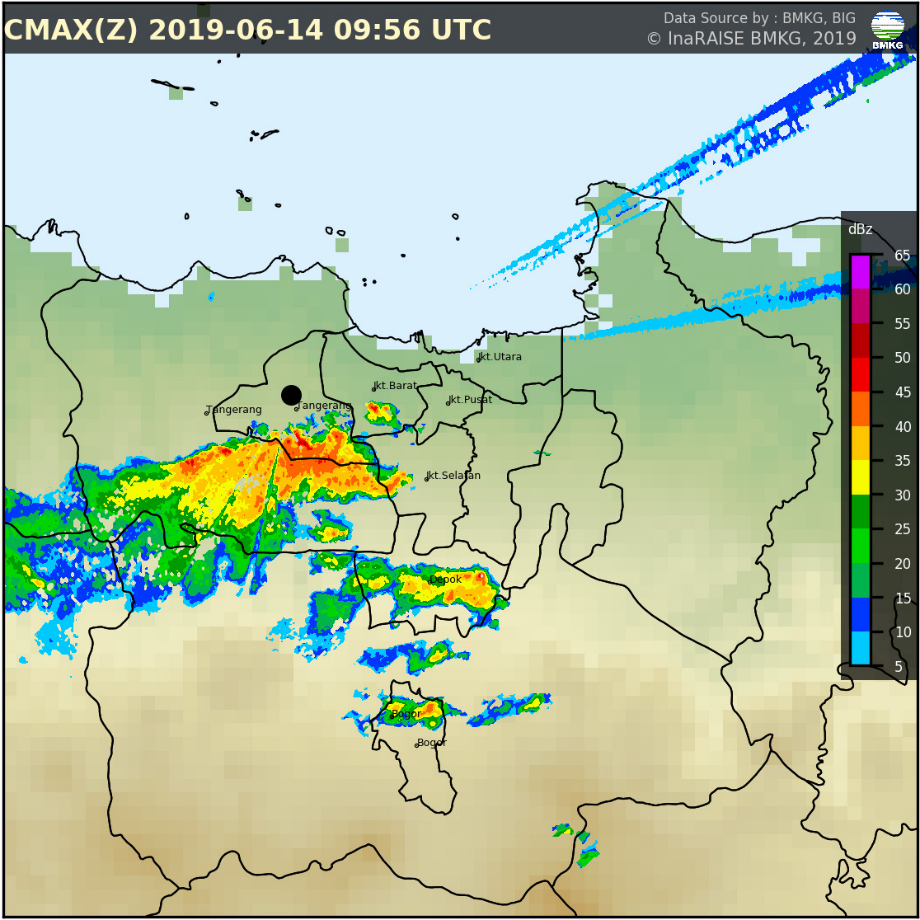 CMAX(Z) 2019-06-14 09:56 UTC
Data Source by : BMKG, BIG
© InaRAISE BMKG, 2019
BMKG
dBz
65
60
55
50
45
40
35
30
25
20
15
10
5
Jkt.Utara
Jkt.Barat
Jkt.Pusat
Tangerang
Tangerang
Jkt.Selatan
Depok
Bogor
Bogor